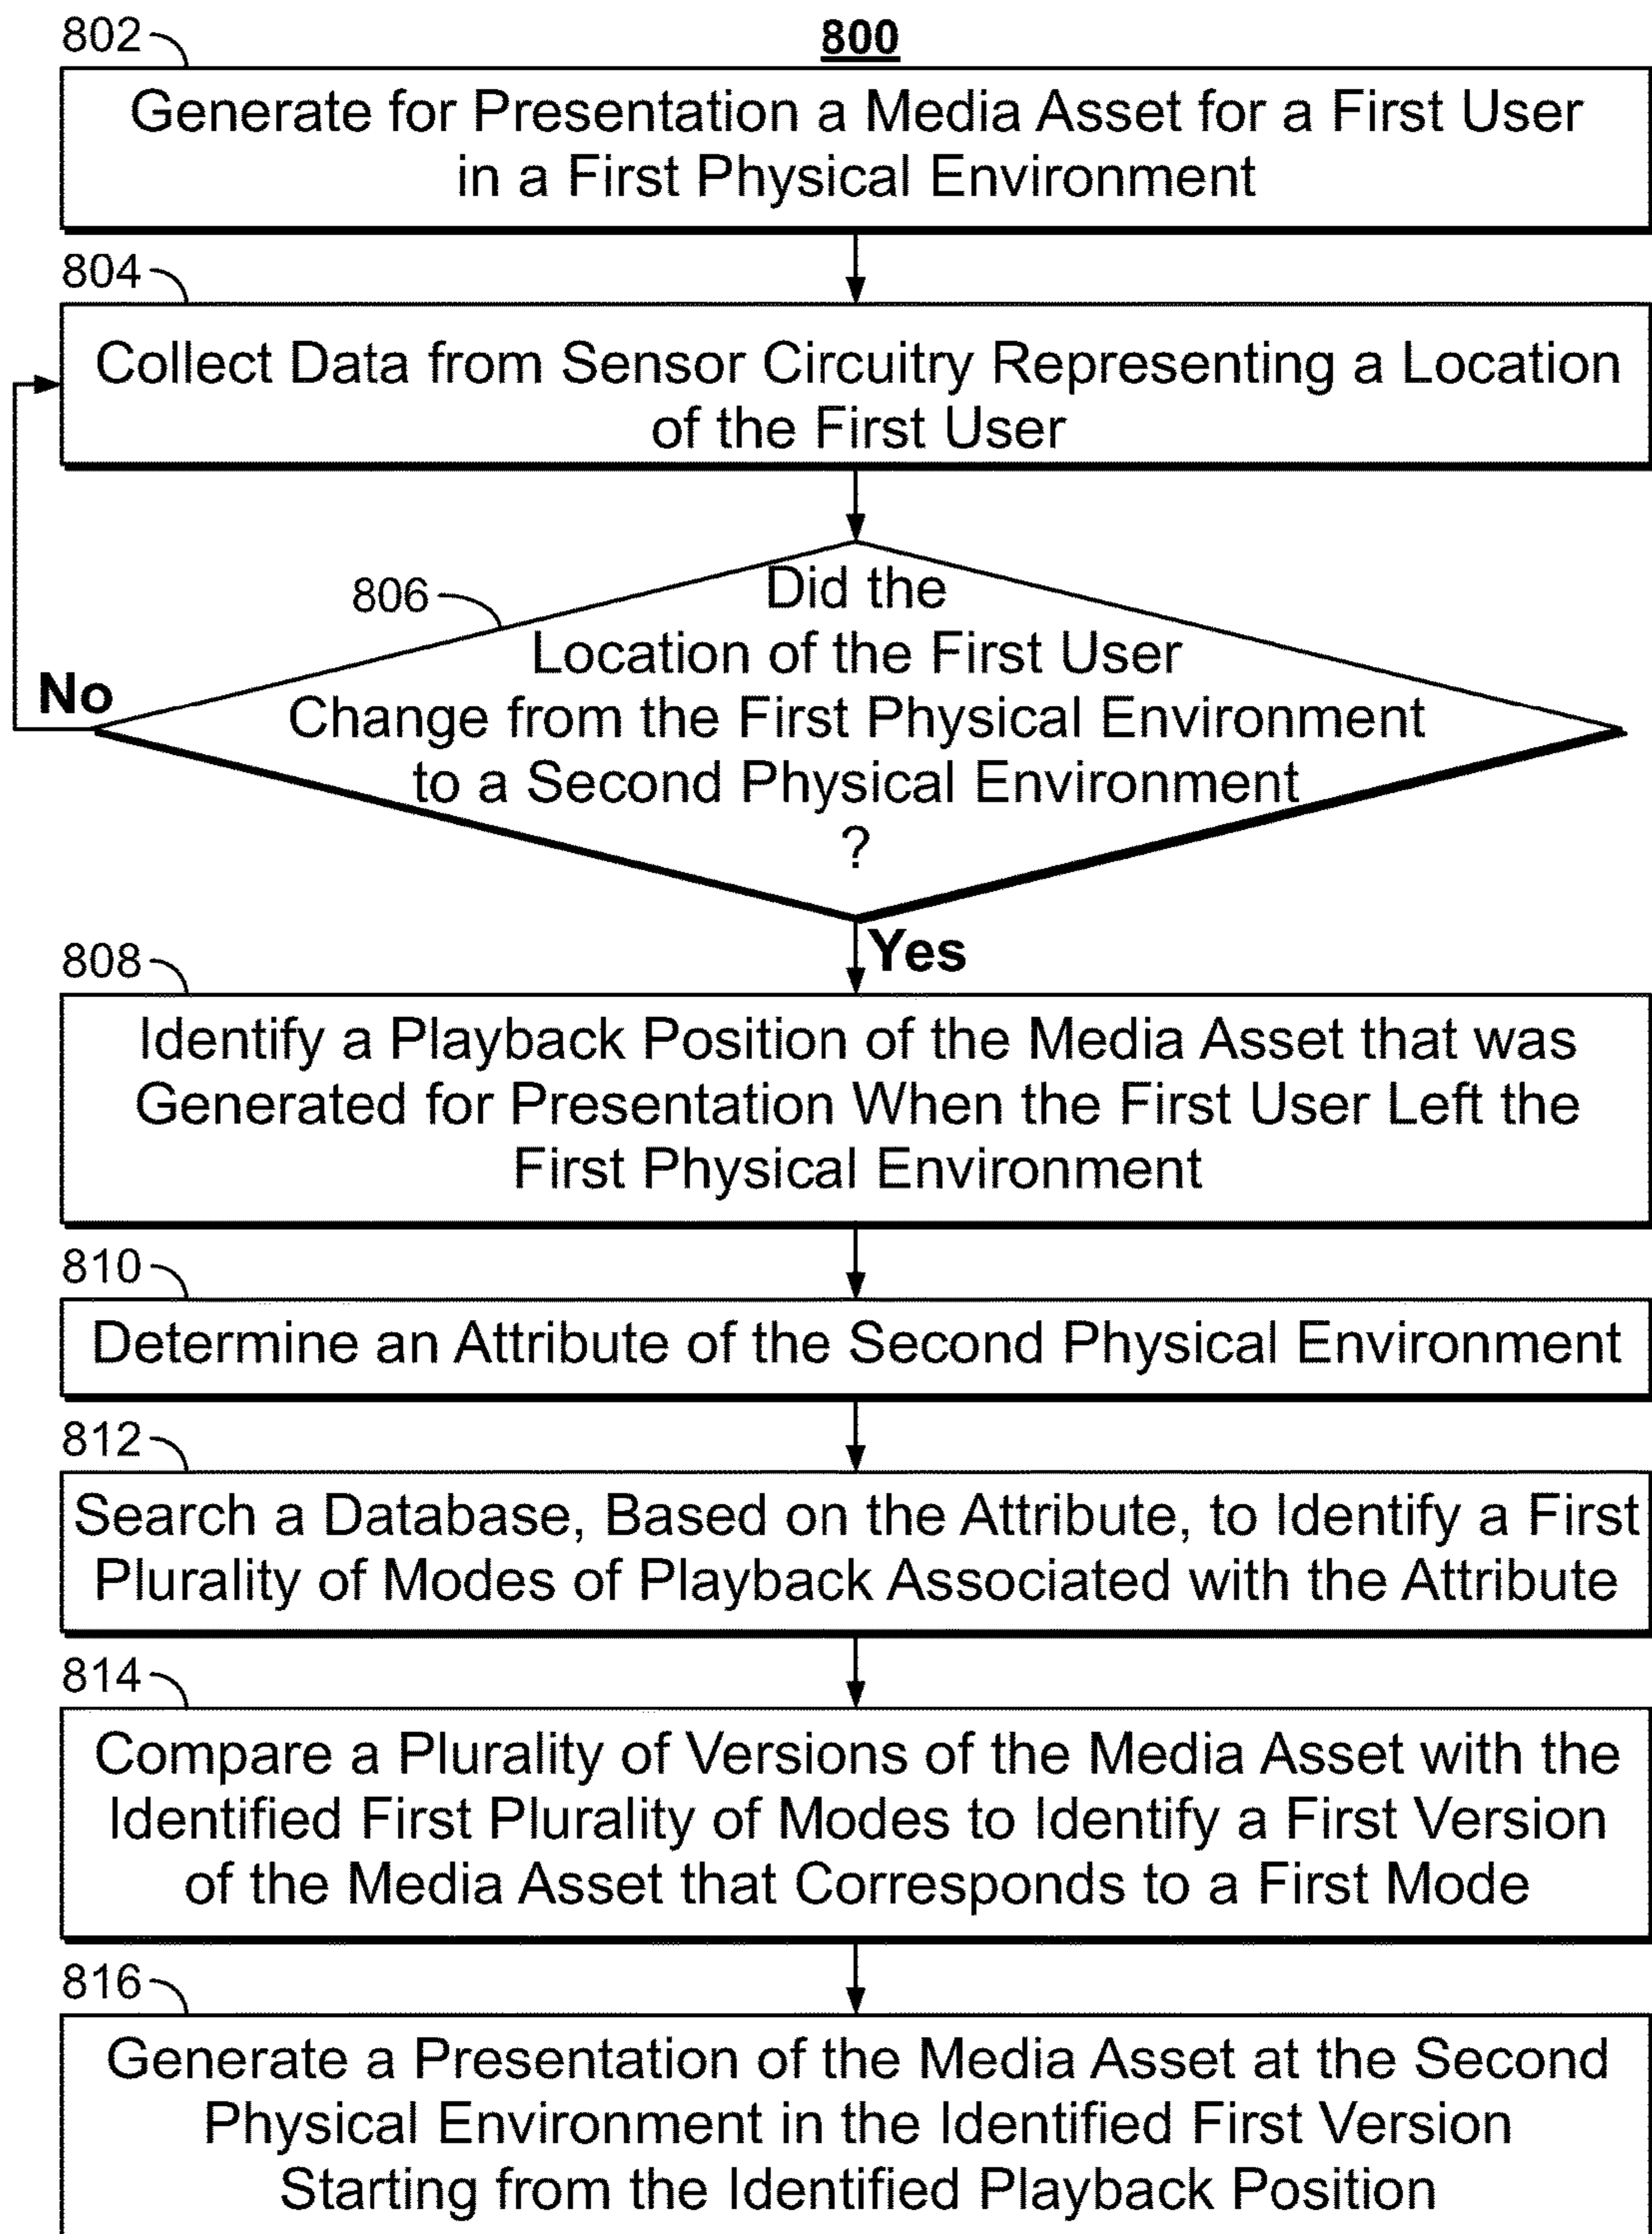 800
802
Generate for Presentation a Media Asset for a First User
in a First Physical Environment
804
Collect Data from Sensor Circuitry Representing a Location
of the First User
806
Did the
Location of the First User
Change from the First Physical Environment
to a Second Physical Environment
?
No
Yes
808
Identify a Playback Position of the Media Asset that was
Generated for Presentation When the First User Left the
First Physical Environment
810
Determine an Attribute of the Second Physical Environment
812
Search a Database, Based on the Attribute, to Identify a First
Plurality of Modes of Playback Associated with the Attribute
814
Compare a Plurality of Versions of the Media Asset with the
Identified First Plurality of Modes to Identify a First Version
of the Media Asset that Corresponds to a First Mode
816
Generate a Presentation of the Media Asset at the Second
Physical Environment in the Identified First Version
Starting from the Identified Playback Position